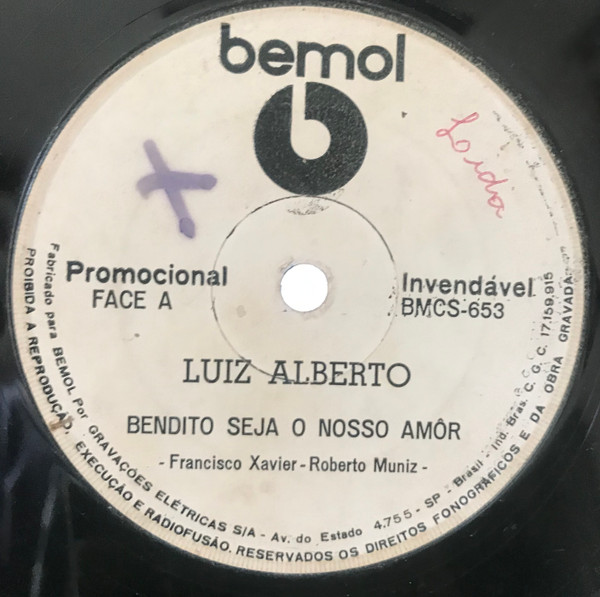 bemol
Loida
Promocional
FACE A
Invendável
BMCS-653
LUIZ ALBERTO
BENDITO SEJA O NOSSO AMÔR
- Francisco Xavier - Roberto Muniz -
Fabricado para BEMOL Por GRAVAÇÕES ELÉTRICAS S/A - Av. do Estado 4.755 - SP - Brasil - Ind. Bras. C. G. C. 17.159.915
PROIBIDA A REPRODUÇÃO, EXECUÇÃO E RADIOFUSÃO. RESERVADOS OS DIREITOS FONOGRÁFICOS E DA OBRA GRAVADA